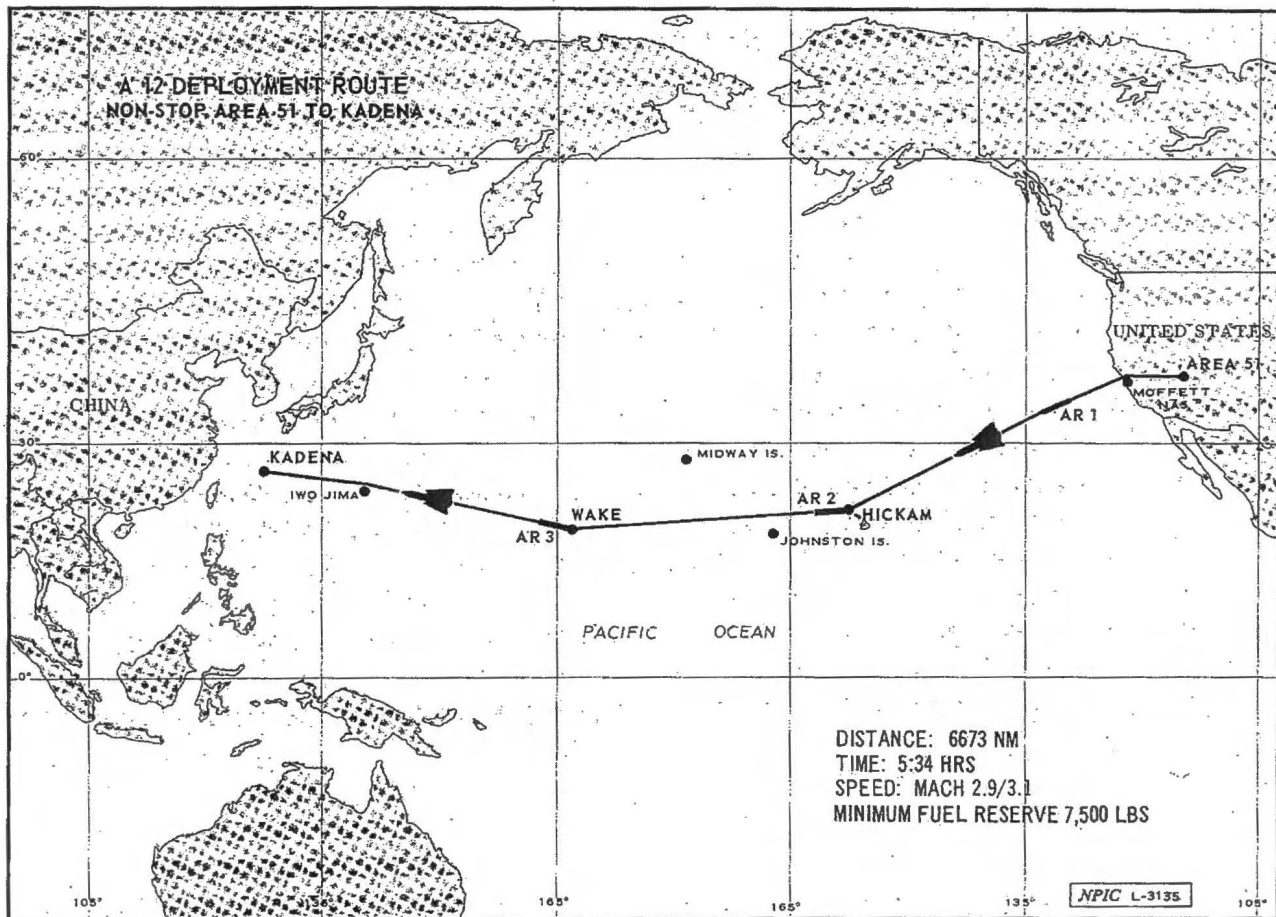 A 12 DEPLOYMENT ROUTE
NON-STOP AREA 51 TO KADENA
60°
UNITED STATES
AREA 51
MOFFETT
NAS
CHINA
AR 1
30°
KADENA
MIDWAY IS.
IWO JIMA
AR 2
HICKAM
WAKE
AR 3
JOHNSTON IS.
PACIFIC OCEAN
0°
DISTANCE: 6673 NM
TIME: 5:34 HRS
SPEED: MACH 2.9/3.1
MINIMUM FUEL RESERVE 7,500 LBS
105° 135° 165° 165° 135° 105°
NPIC L-3135